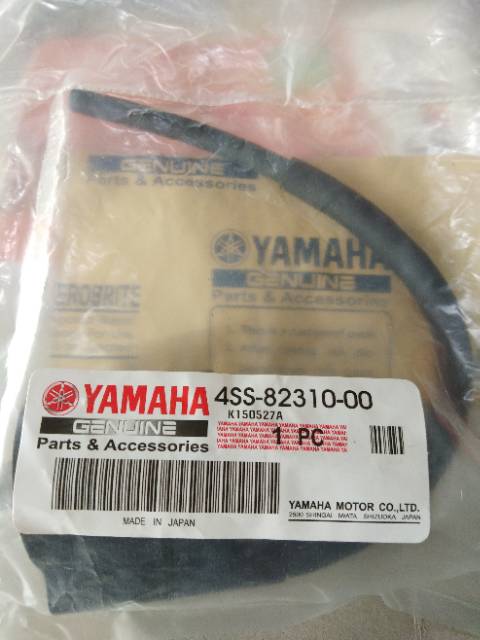 GENUINE
Parts & Accessories
YAMAHA
GENUINE
Parts & Accessories
YAMAHA
GENUINE
Parts & Accessories
4SS-82310-00
K150527A
1 PC
MADE IN JAPAN
YAMAHA MOTOR CO.,LTD.
2500 SHINGAI IWATA SHIZUOKA JAPAN